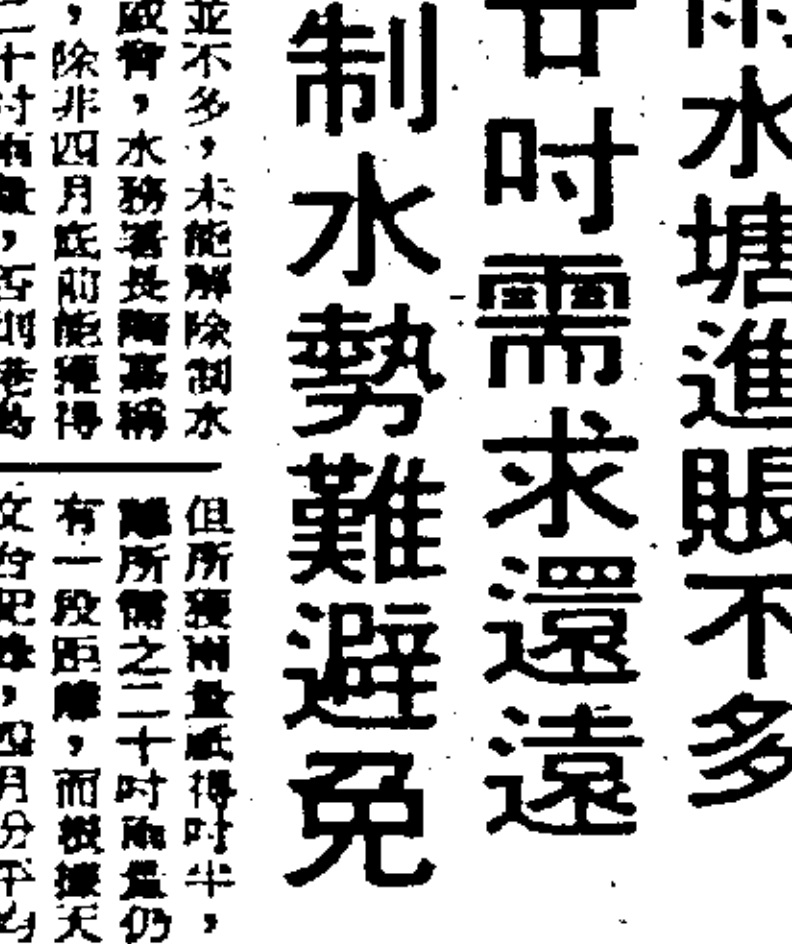 雨水塘進賬不多
廿吋需求還遠
制水勢難避免
並不多，未能解除制水
威脅，水務署長陶嘉稱
，除非四月底前能獲得
二十吋雨量，否則港島
但所獲雨量祇得吋半，
離所需之二十吋雨量仍
有一段距離，而根據天
文台紀錄，四月份平均